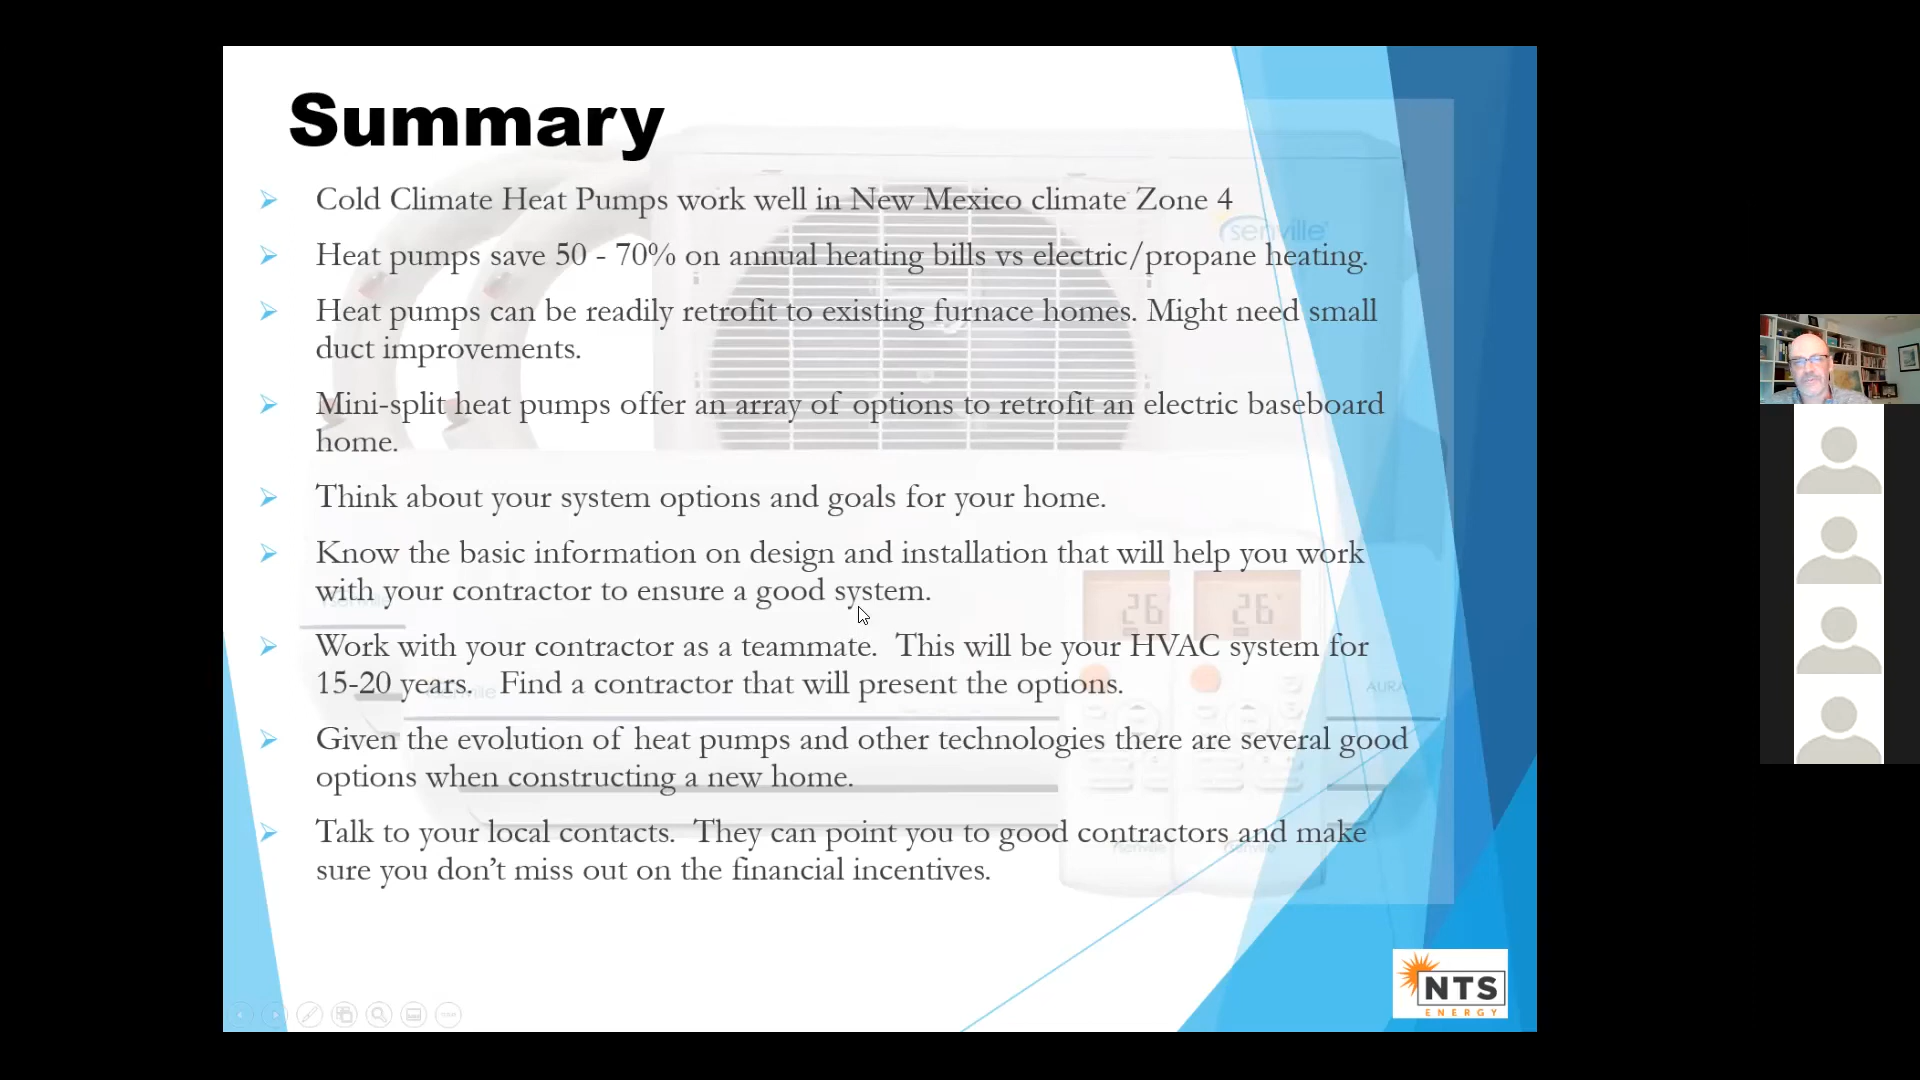 Summary
Cold Climate Heat Pumps work well in New Mexico climate Zone 4
Heat pumps save 50 - 70% on annual heating bills vs electric/propane heating.
Heat pumps can be readily retrofit to existing furnace homes. Might need small
duct improvements.
Mini-split heat pumps offer an array of options to retrofit an electric baseboard
home.
Think about your system options and goals for your home.
Know the basic information on design and installation that will help you work
with your contractor to ensure a good system.
Work with your contractor as a teammate.  This will be your HVAC system for
15-20 years.   Find a contractor that will present the options.
Given the evolution of heat pumps and other technologies there are several good
options when constructing a new home.
Talk to your local contacts.  They can point you to good contractors and make
sure you don’t miss out on the financial incentives.
senville
26
26
AURA
NTS
ENERGY